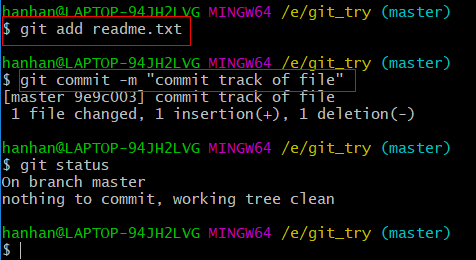 hanhan@LAPTOP-94JH2LVG MINGW64 /e/git_try (master)
$ git add readme.txt
hanhan@LAPTOP-94JH2LVG MINGW64 /e/git_try (master)
$ git commit -m "commit track of file"
[master 9e9c003] commit track of file
1 file changed, 1 insertion(+), 1 deletion(-)
hanhan@LAPTOP-94JH2LVG MINGW64 /e/git_try (master)
$ git status
On branch master
nothing to commit, working tree clean
hanhan@LAPTOP-94JH2LVG MINGW64 /e/git_try (master)
$